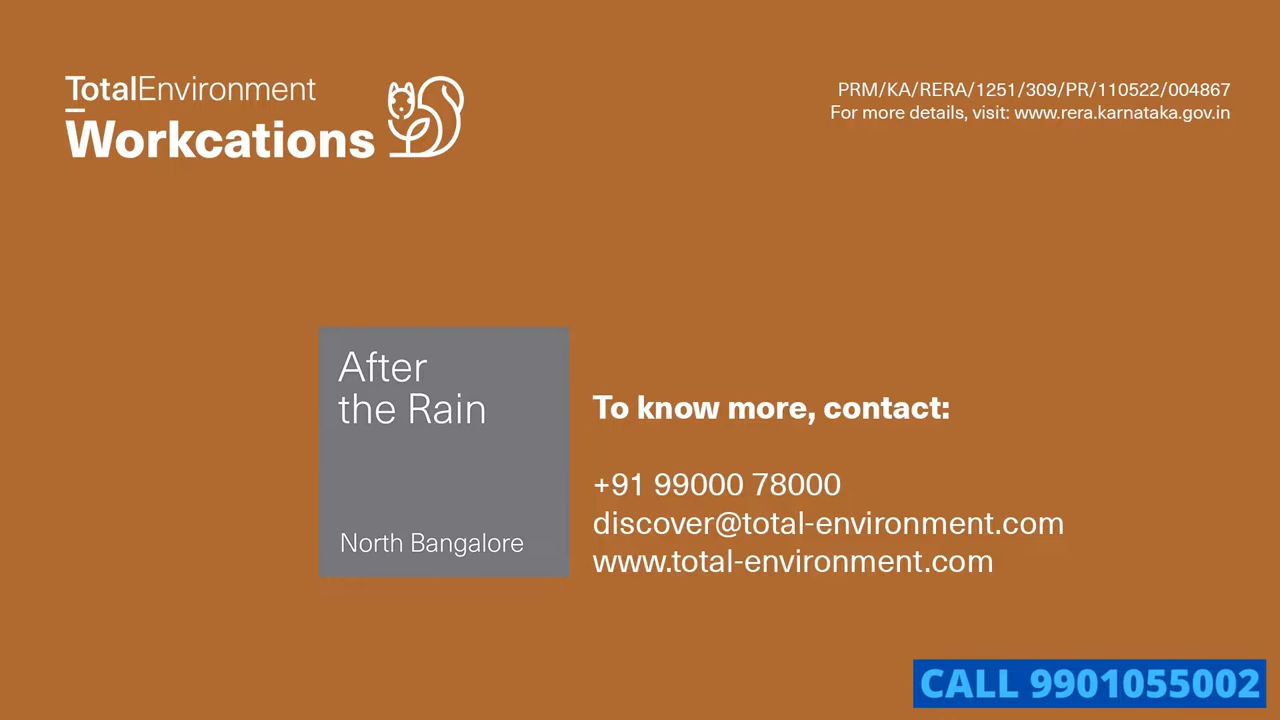 TotalEnvironment
Workcations
PRM/KA/RERA/1251/309/PR/110522/004867
For more details, visit: www.rera.karnataka.gov.in
After
the Rain
North Bangalore
To know more, contact:
+91 99000 78000
discover@total-environment.com
www.total-environment.com
CALL 9901055002